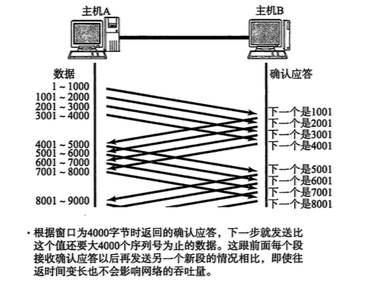 主机A
主机B
数据
确认应答
1～1000
1001～2000
2001～3000
3001～4000
下一个是1001
下一个是2001
下一个是3001
下一个是4001
4001～5000
5001～6000
6001～7000
7001～8000
下一个是5001
下一个是6001
下一个是7001
下一个是8001
8001～9000
・根据窗口为4000字节时返回的确认应答，下一步就发送比
这个值还要大4000个序列号为止的数据。这跟前面每个段
接收确认应答以后再发送另一个新段的情况相比，即使往
返时间变长也不会影响网络的吞吐量。